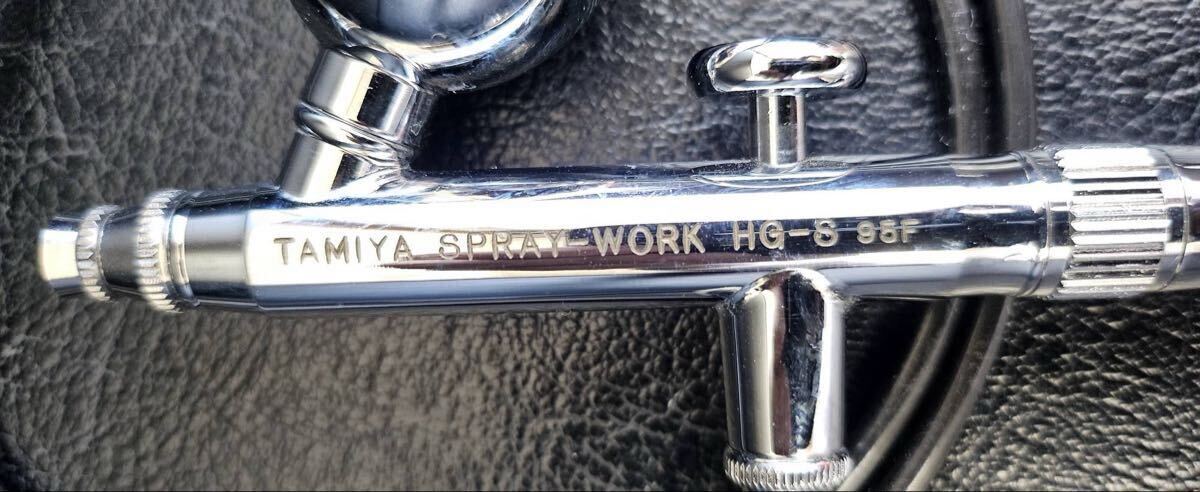 TAMIYA SPRAY-WORK HG-S 95F